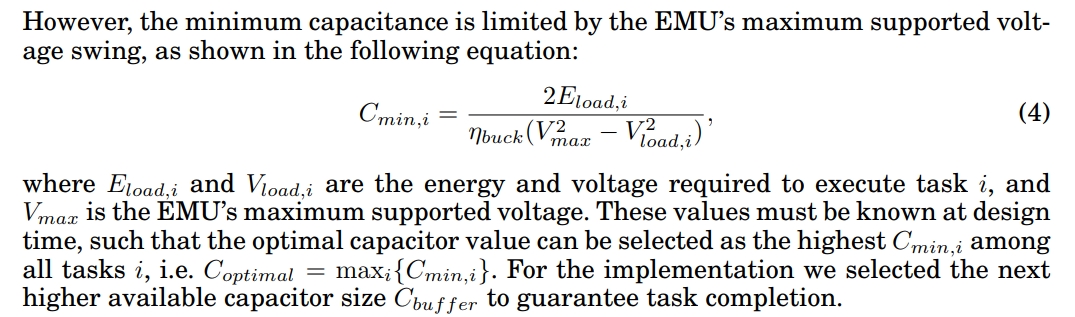 However, the minimum capacitance is limited by the EMU's maximum supported volt-
age swing, as shown in the following equation:
C_{min,i} = \frac{2E_{load,i}}{\eta_{buck}(V_{max}^2 - V_{load,i}^2)}, (4)
where E_{load,i} and V_{load,i} are the energy and voltage required to execute task i, and
V_{max} is the EMU's maximum supported voltage. These values must be known at design
time, such that the optimal capacitor value can be selected as the highest C_{min,i} among
all tasks i, i.e. C_{optimal} = max_i{C_{min,i}}. For the implementation we selected the next
higher available capacitor size C_{buffer} to guarantee task completion.